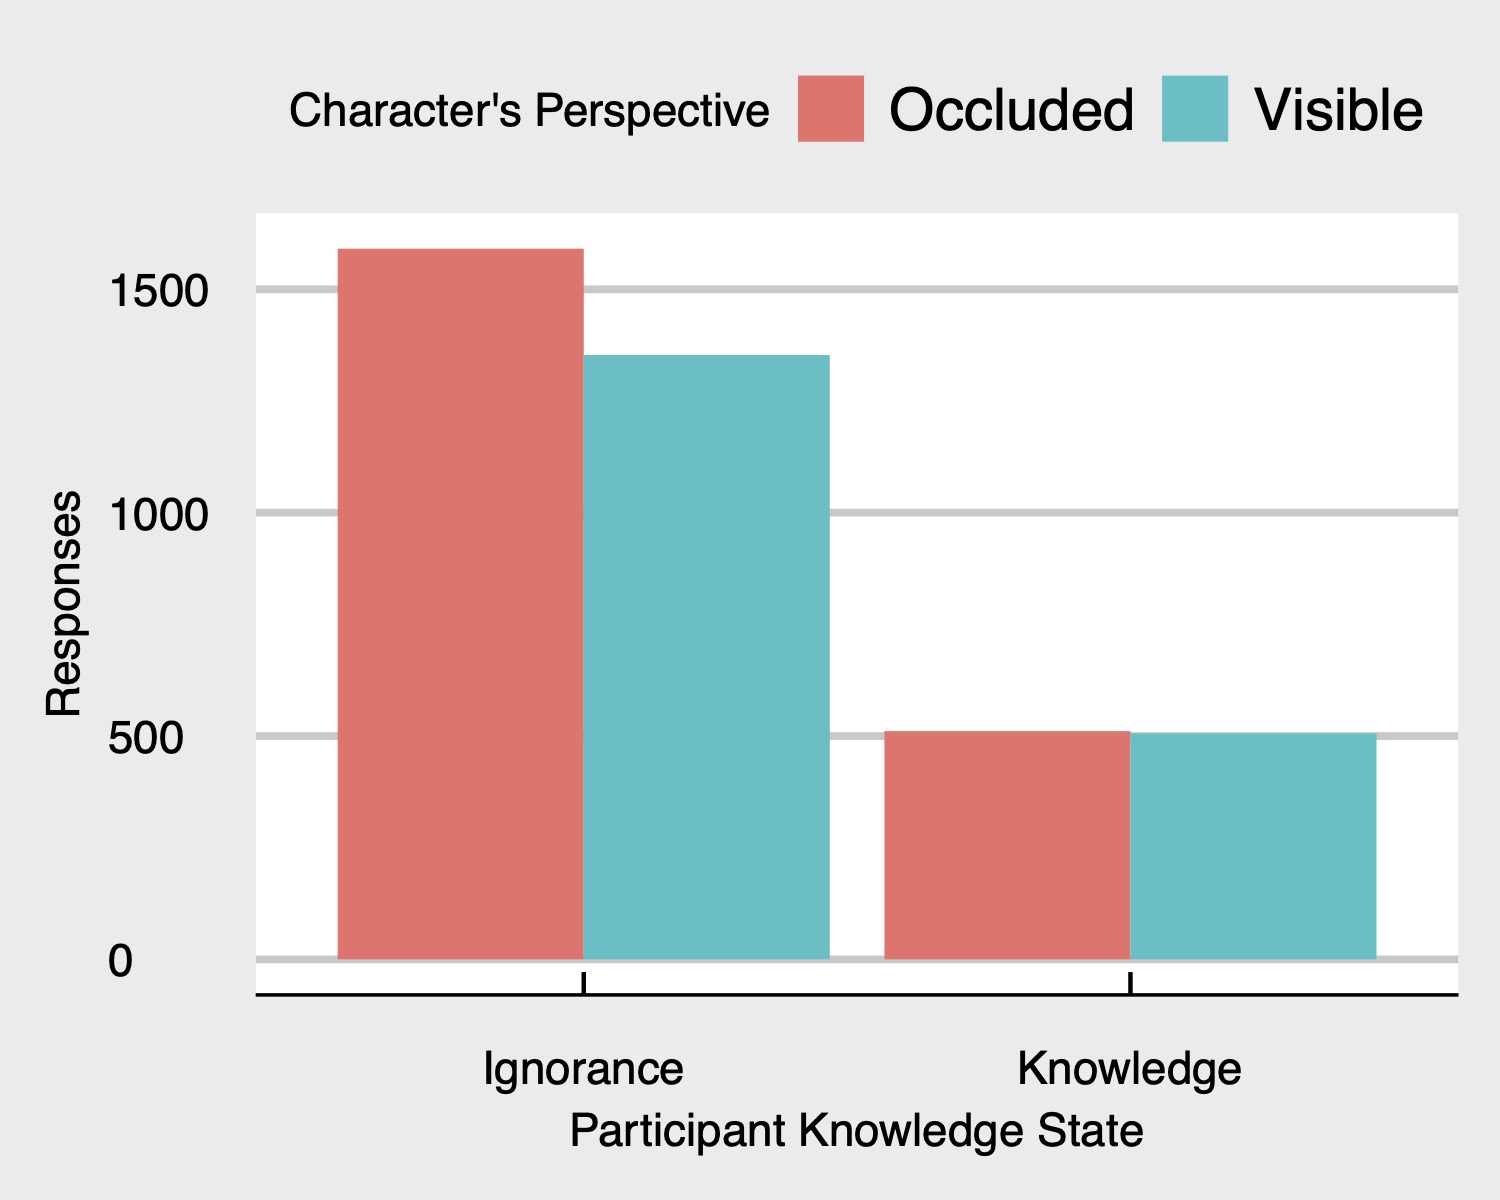 Character's Perspective Occluded Visible
1500
1000
500
0
Responses
Ignorance Knowledge
Participant Knowledge State